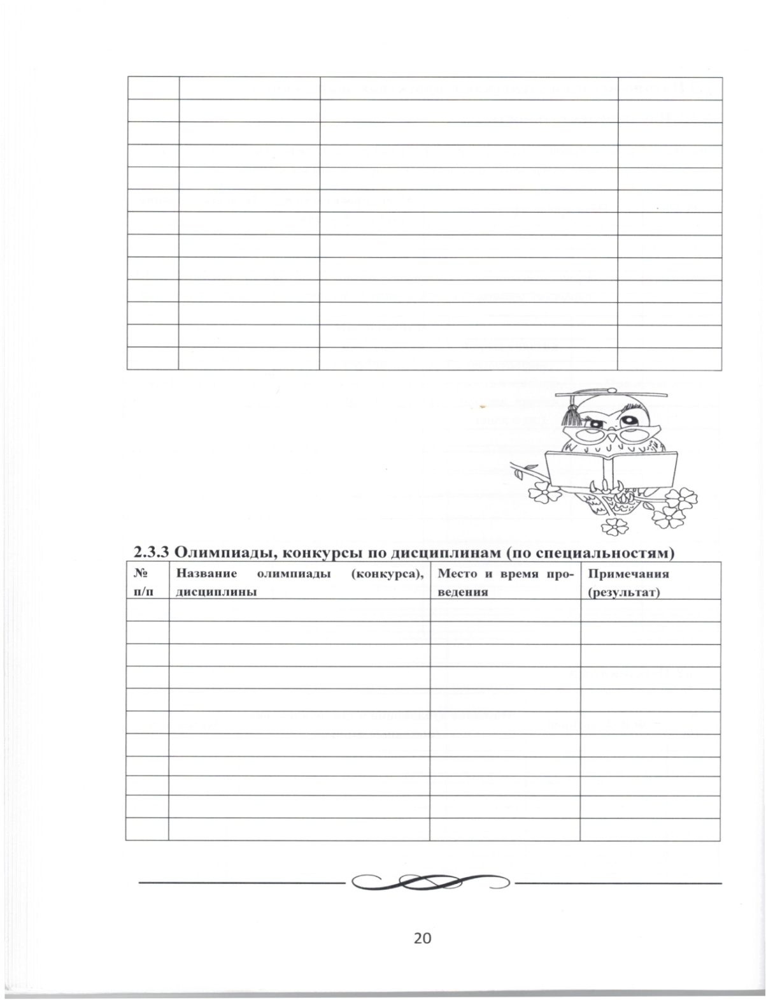 2.3.3 Олимпиады, конкурсы по дисциплинам (по специальностям)
№ п/п
Название олимпиады (конкурса), дисциплины
Место и время про-
ведения
Примечания
(результат)
20